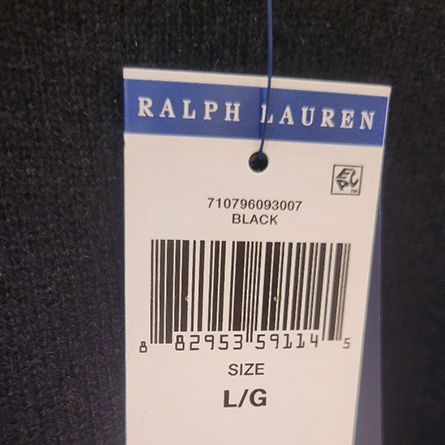 RALPH LAUREN
710796093007
BLACK
8 82953 59114 5
SIZE
L/G